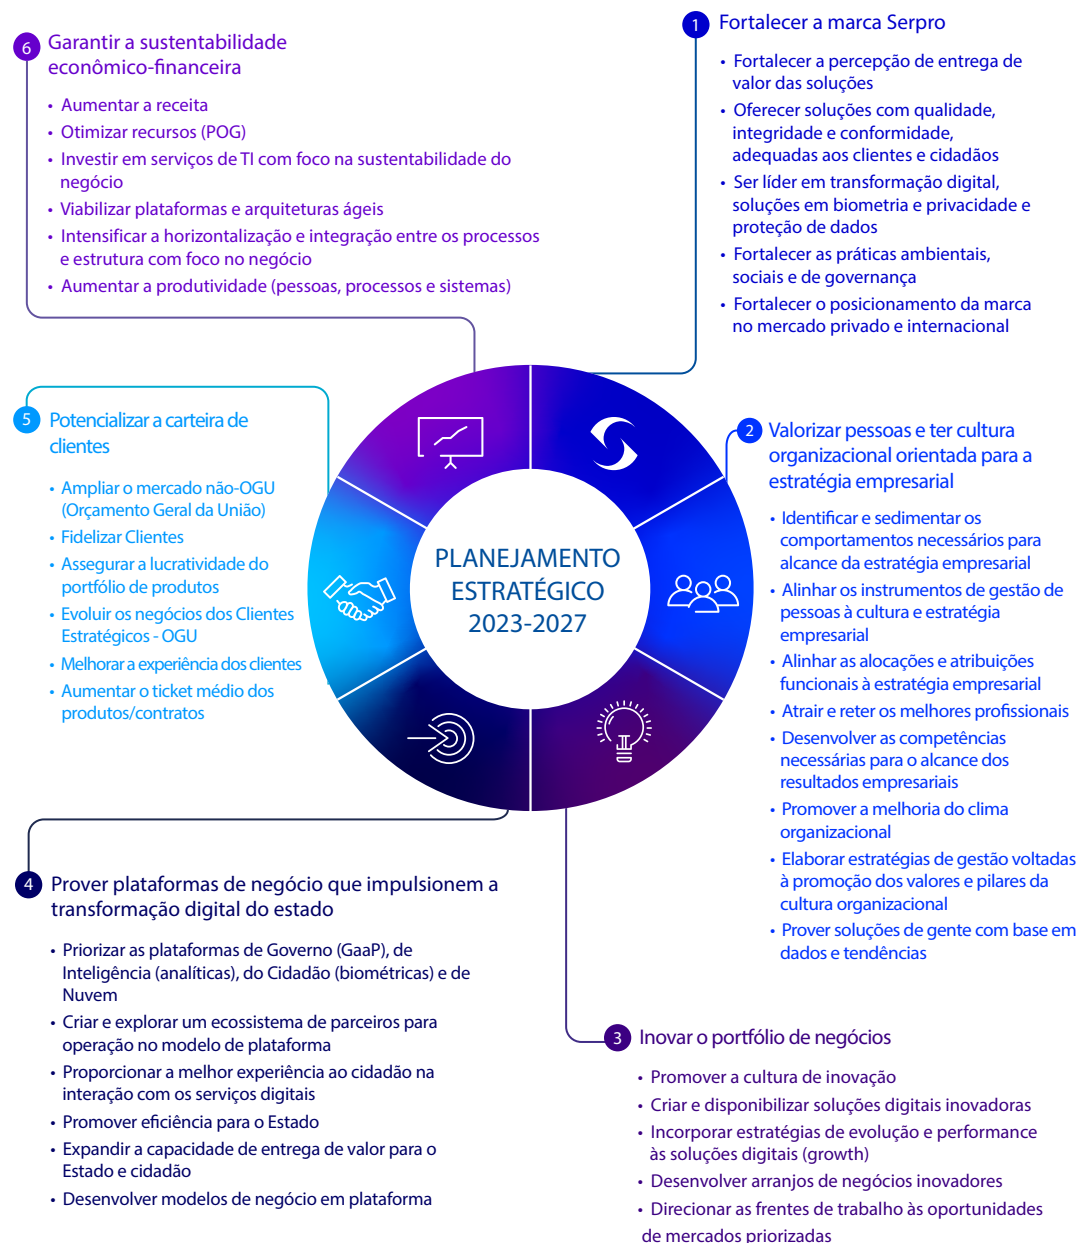 1
Fortalecer a marca Serpro
• Fortalecer a percepção de entrega de
valor das soluções
• Oferecer soluções com qualidade,
integridade e conformidade,
adequadas aos clientes e cidadãos
• Ser líder em transformação digital,
soluções em biometria e privacidade e
proteção de dados
• Fortalecer as práticas ambientais,
sociais e de governança
• Fortalecer o posicionamento da marca
no mercado privado e internacional
2
Valorizar pessoas e ter cultura
organizacional orientada para a
estratégia empresarial
• Identificar e sedimentar os
comportamentos necessários para
alcance da estratégia empresarial
• Alinhar os instrumentos de gestão de
pessoas à cultura e estratégia
empresarial
• Alinhar as alocações e atribuições
funcionais à estratégia empresarial
• Atrair e reter os melhores profissionais
• Desenvolver as competências
necessárias para o alcance dos
resultados empresariais
• Promover a melhoria do clima
organizacional
• Elaborar estratégias de gestão voltadas
à promoção dos valores e pilares da
cultura organizacional
• Prover soluções de gente com base em
dados e tendências
3
Inovar o portfólio de negócios
• Promover a cultura de inovação
• Criar e disponibilizar soluções digitais inovadoras
• Incorporar estratégias de evolução e performance
às soluções digitais (growth)
• Desenvolver arranjos de negócios inovadores
• Direcionar as frentes de trabalho às oportunidades
de mercados priorizadas
4
Prover plataformas de negócio que impulsionem a
transformação digital do estado
• Priorizar as plataformas de Governo (GaaP), de
Inteligência (analíticas), do Cidadão (biométricas) e de
Nuvem
• Criar e explorar um ecossistema de parceiros para
operação no modelo de plataforma
• Proporcionar a melhor experiência ao cidadão na
interação com os serviços digitais
• Promover eficiência para o Estado
• Expandir a capacidade de entrega de valor para o
Estado e cidadão
• Desenvolver modelos de negócio em plataforma
5
Potencializar a carteira de
clientes
• Ampliar o mercado não-OGU
(Orçamento Geral da União)
• Fidelizar Clientes
• Assegurar a lucratividade do
portfólio de produtos
• Evoluir os negócios dos Clientes
Estratégicos - OGU
• Melhorar a experiência dos clientes
• Aumentar o ticket médio dos
produtos/contratos
6
Garantir a sustentabilidade
econômico-financeira
• Aumentar a receita
• Otimizar recursos (POG)
• Investir em serviços de TI com foco na sustentabilidade do
negócio
• Viabilizar plataformas e arquiteturas ágeis
• Intensificar a horizontalização e integração entre os processos
e estrutura com foco no negócio
• Aumentar a produtividade (pessoas, processos e sistemas)
PLANEJAMENTO
ESTRATÉGICO
2023-2027